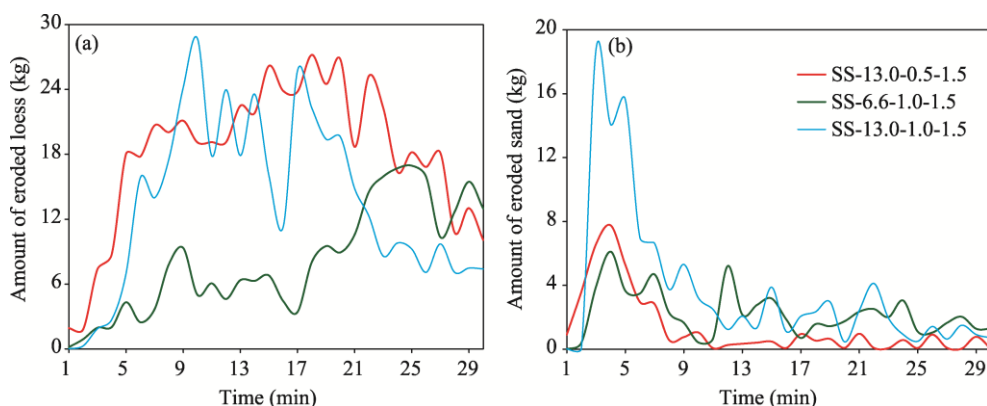 (a)
Amount of eroded loess (kg)
30
24
18
12
6
0
1 5 9 13 17 21 25 29
Time (min)
(b)
Amount of eroded sand (kg)
20
16
12
8
4
0
SS-13.0-0.5-1.5
SS-6.6-1.0-1.5
SS-13.0-1.0-1.5
1 5 9 13 17 21 25 29
Time (min)